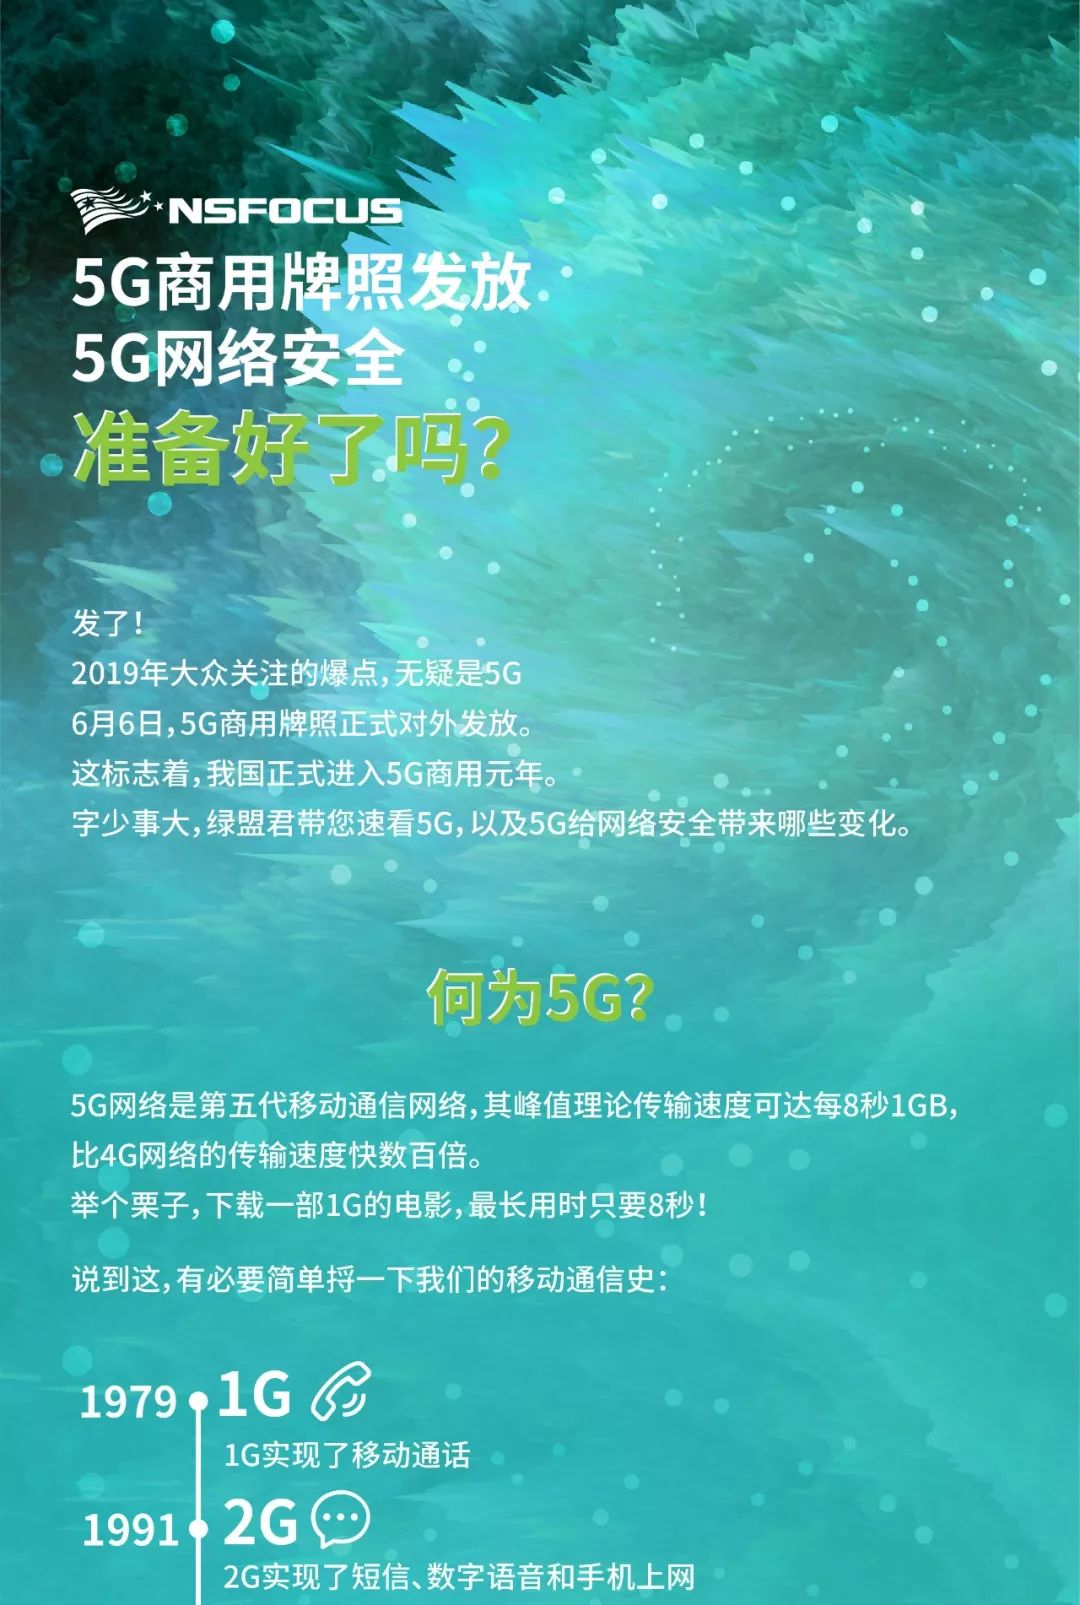 NSFOCUS
5G商用牌照发放
5G网络安全
准备好了吗？
发了！
2019年大众关注的爆点，无疑是5G
6月6日，5G商用牌照正式对外发放。
这标志着，我国正式进入5G商用元年。
字少事大，绿盟君带您速看5G，以及5G给网络安全带来哪些变化。
何为5G？
5G网络是第五代移动通信网络，其峰值理论传输速度可达每8秒1GB，
比4G网络的传输速度快数百倍。
举个栗子，下载一部1G的电影，最长用时只要8秒！
说到这，有必要简单捋一下我们的移动通信史：
1979 1G
1G实现了移动通话
1991 2G
2G实现了短信、数字语音和手机上网